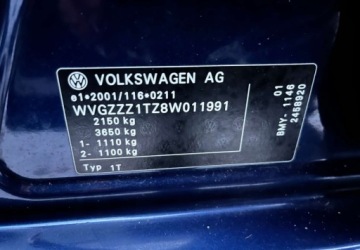 VOLKSWAGEN AG
e1•2001/116•0211
WVGZZZ1TZ8W011991
2150 kg
3650 kg
1- 1110 kg
2- 1100 kg
Typ 1T
01
BMY- 1146
2458920